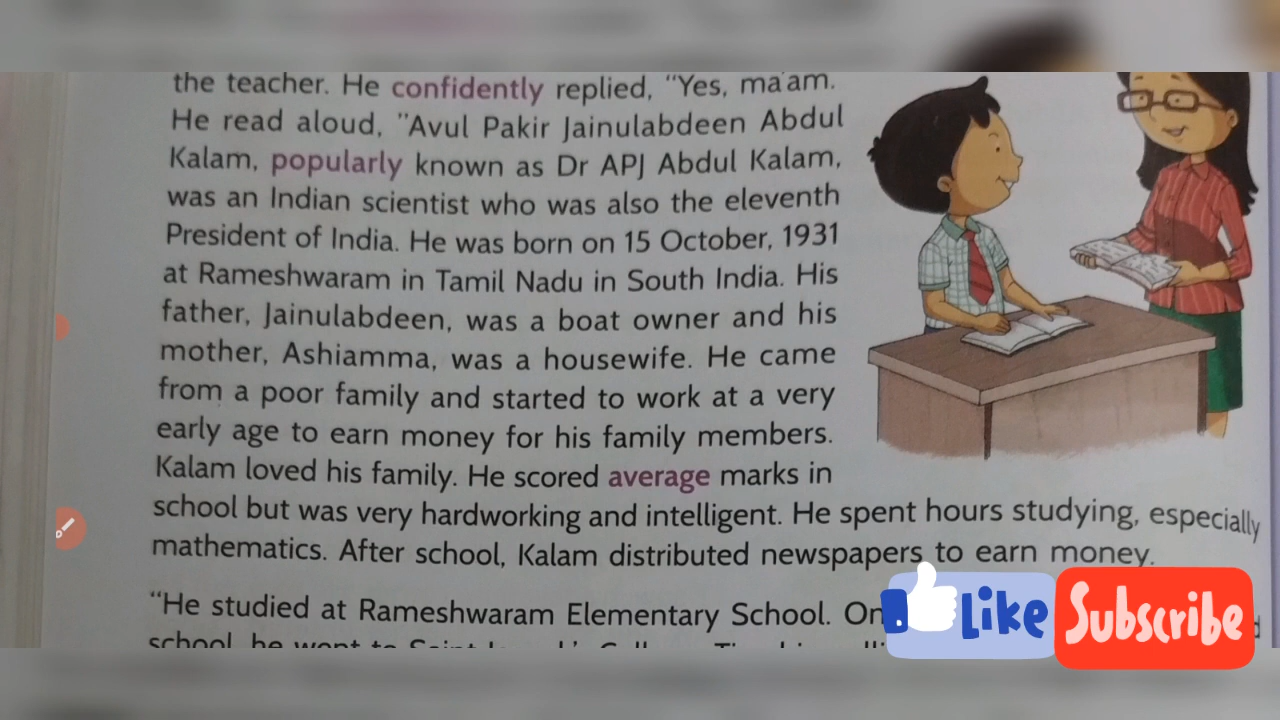 the teacher. He confidently replied, "Yes, ma'am.
He read aloud, "Avul Pakir Jainulabdeen Abdul
Kalam, popularly known as Dr APJ Abdul Kalam,
was an Indian scientist who was also the eleventh
President of India. He was born on 15 October, 1931
at Rameshwaram in Tamil Nadu in South India. His
father, Jainulabdeen, was a boat owner and his
mother, Ashiamma, was a housewife. He came
from a poor family and started to work at a very
early age to earn money for his family members.
Kalam loved his family. He scored average marks in
school but was very hardworking and intelligent. He spent hours studying, especially
mathematics. After school, Kalam distributed newspapers to earn money.
"He studied at Rameshwaram Elementary School.
school, he went to
Like Subscribe